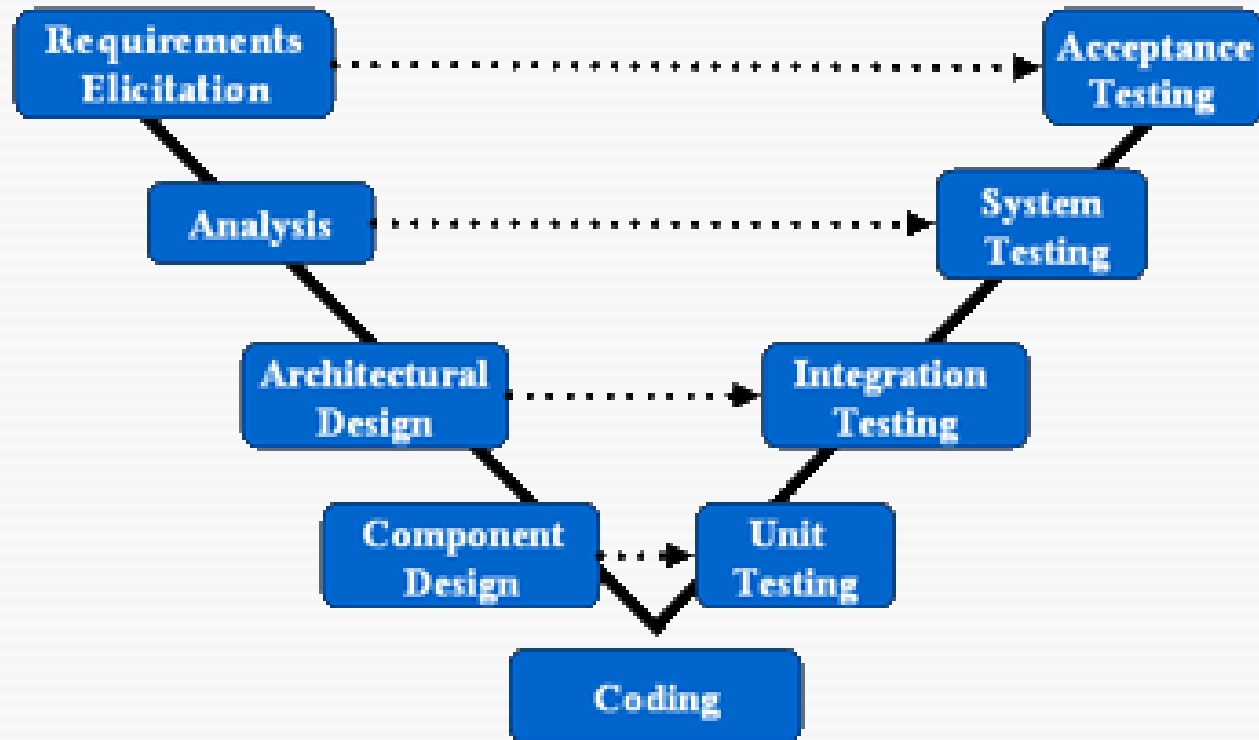 Requirements
Elicitation
Acceptance
Testing
Analysis
System
Testing
Architectural
Design
Integration
Testing
Component
Design
Unit
Testing
Coding